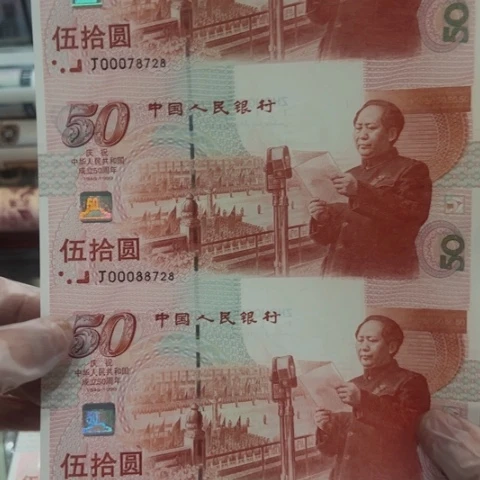 50
伍拾圆
J00078728
50
中国人民银行
庆祝
中华人民共和国
成立50周年
伍拾圆
50
J00088728
50
中国人民银行
庆祝
中华人民共和国
成立50周年
伍拾圆